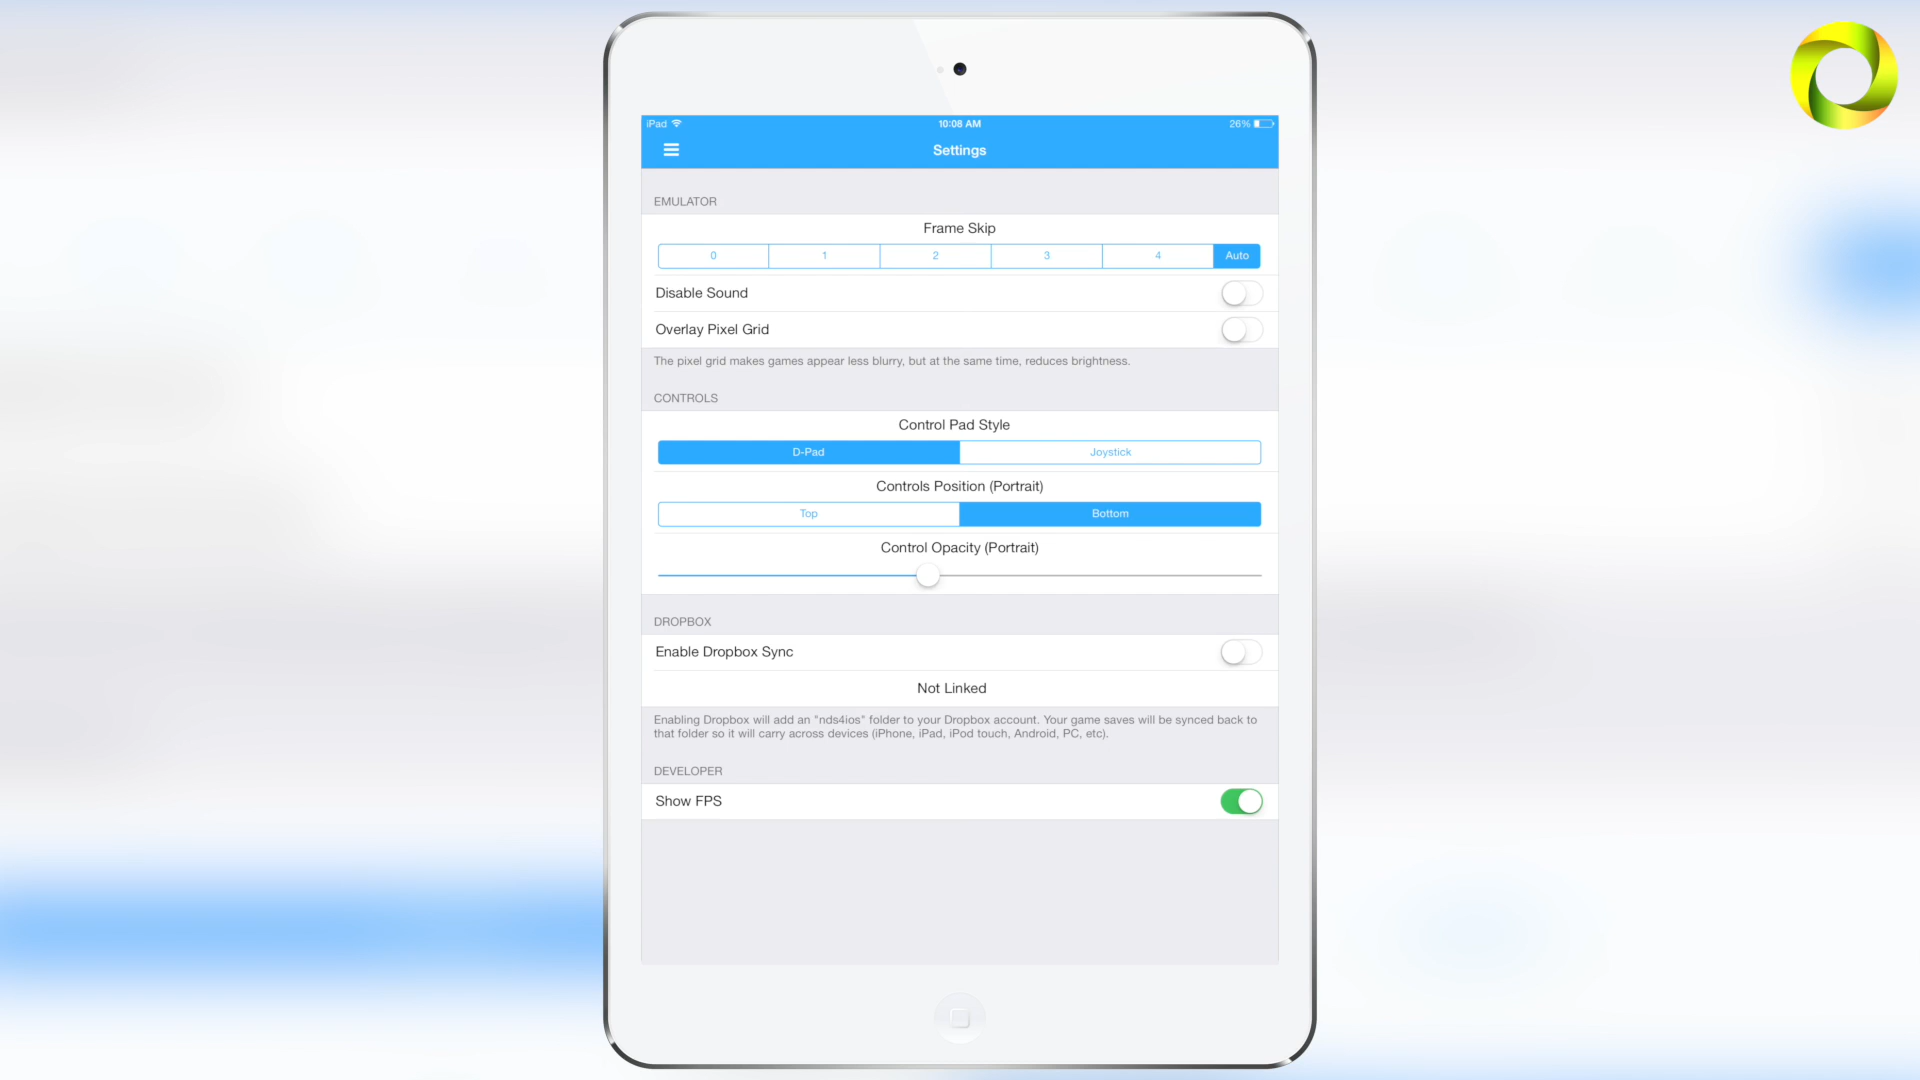 iPad 10:08 AM 26%
Settings
EMULATOR
Frame Skip
0 1 2 3 4 Auto
Disable Sound
Overlay Pixel Grid
The pixel grid makes games appear less blurry, but at the same time, reduces brightness.
CONTROLS
Control Pad Style
D-Pad Joystick
Controls Position (Portrait)
Top Bottom
Control Opacity (Portrait)
DROPBOX
Enable Dropbox Sync
Not Linked
Enabling Dropbox will add an "nds4ios" folder to your Dropbox account. Your game saves will be synced back to
that folder so it will carry across devices (iPhone, iPad, iPod touch, Android, PC, etc).
DEVELOPER
Show FPS